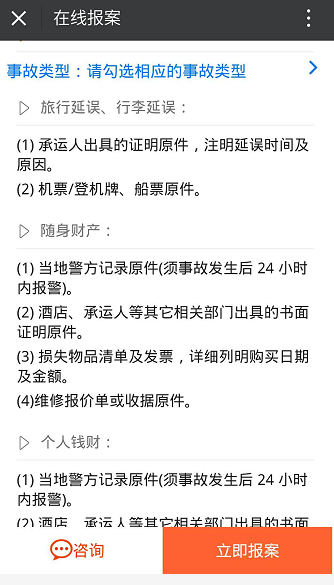 在线报案
事故类型：请勾选相应的事故类型
旅行延误、行李延误：
(1) 承运人出具的证明原件，注明延误时间及
原因。
(2) 机票/登机牌、船票原件。
随身财产：
(1) 当地警方记录原件(须事故发生后 24 小时
内报警)。
(2) 酒店、承运人等其它相关部门出具的书面
证明原件。
(3) 损失物品清单及发票，详细列明购买日期
及金额。
(4)维修报价单或收据原件。
个人钱财：
(1) 当地警方记录原件(须事故发生后 24 小时
内报警)。
(2) 酒店、承运人等其它相关部门出具的书面
咨询
立即报案